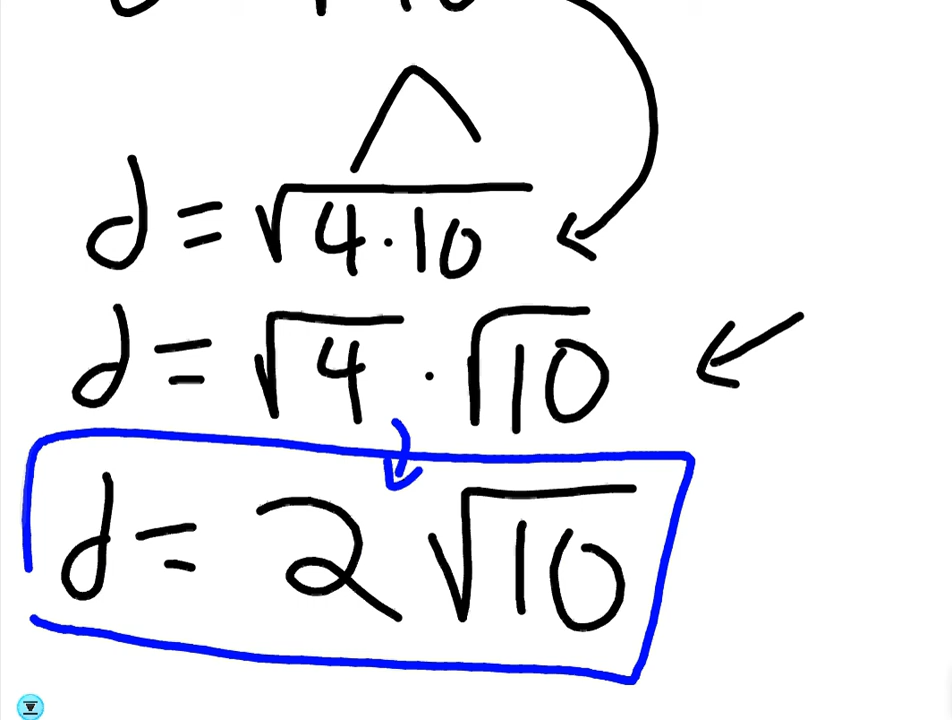 d = √4·10
d = √4 · √10
d = 2√10